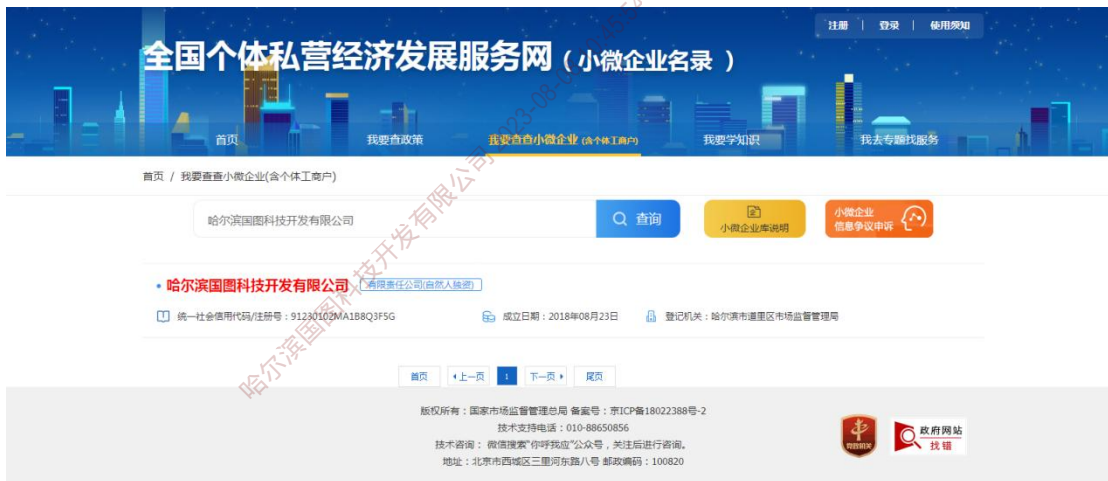 注册 | 登录 | 使用须知
全国个体私营经济发展服务网（小微企业名录 ）
首页 我要查政策 我要查查小微企业 (含个体工商户) 我要学知识 我去专题找服务
首页 / 我要查查小微企业(含个体工商户)
哈尔滨国图科技开发有限公司 查询 小微企业库说明 小微企业
信息争议申诉
哈尔滨国图科技开发有限公司 有限责任公司(自然人独资)
统一社会信用代码/注册号：91230102MA1B8Q3F5G 成立日期：2018年08月23日 登记机关：哈尔滨市道里区市场监督管理局
首页 上一页 1 下一页 尾页
版权所有：国家市场监督管理总局 备案号：京ICP备18022388号-2
技术支持电话：010-88650856
技术咨询： 微信搜索"你呼我应"公众号，关注后进行咨询。
地址：北京市西城区三里河东路八号 邮政编码：100820
党政机关
政府网站
找错
哈尔滨国图科技开发有限公司